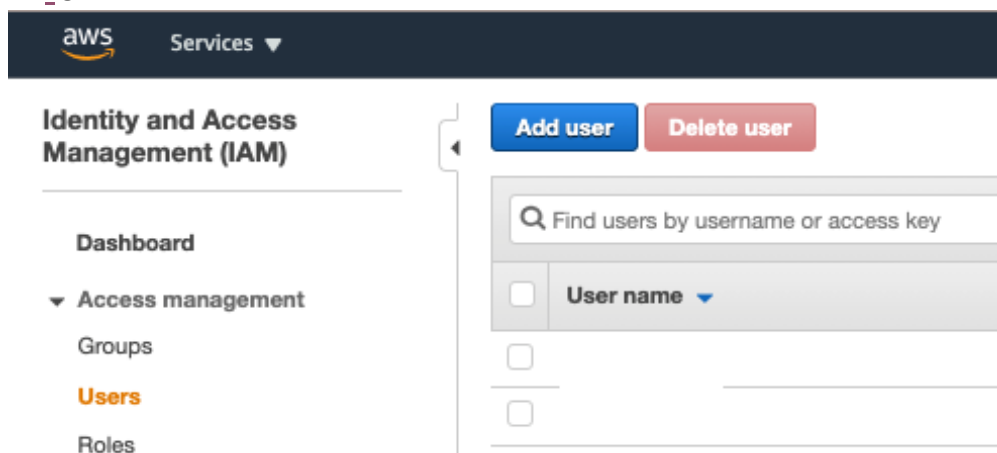 aws Services
Identity and Access
Management (IAM)
Dashboard
Access management
Groups
Users
Roles
Add user Delete user
Find users by username or access key
User name